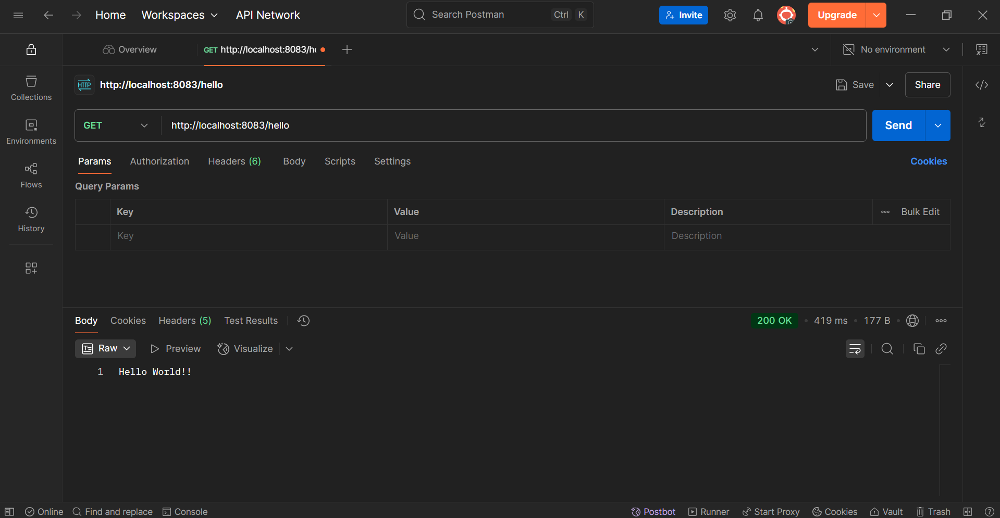 Home Workspaces API Network Search Postman Ctrl K Invite Upgrade
Overview GET http://localhost:8083/he No environment
HTTP http://localhost:8083/hello Save Share
Collections
Environments
Flows
History
GET http://localhost:8083/hello Send
Params Authorization Headers (6) Body Scripts Settings Cookies
Query Params
Key Value Description Bulk Edit
Key Value Description
Body Cookies Headers (5) Test Results 200 OK • 419 ms • 177 B •
Raw Preview Visualize
1 Hello World!!
Online Find and replace Console Postbot Runner Start Proxy Cookies Vault Trash